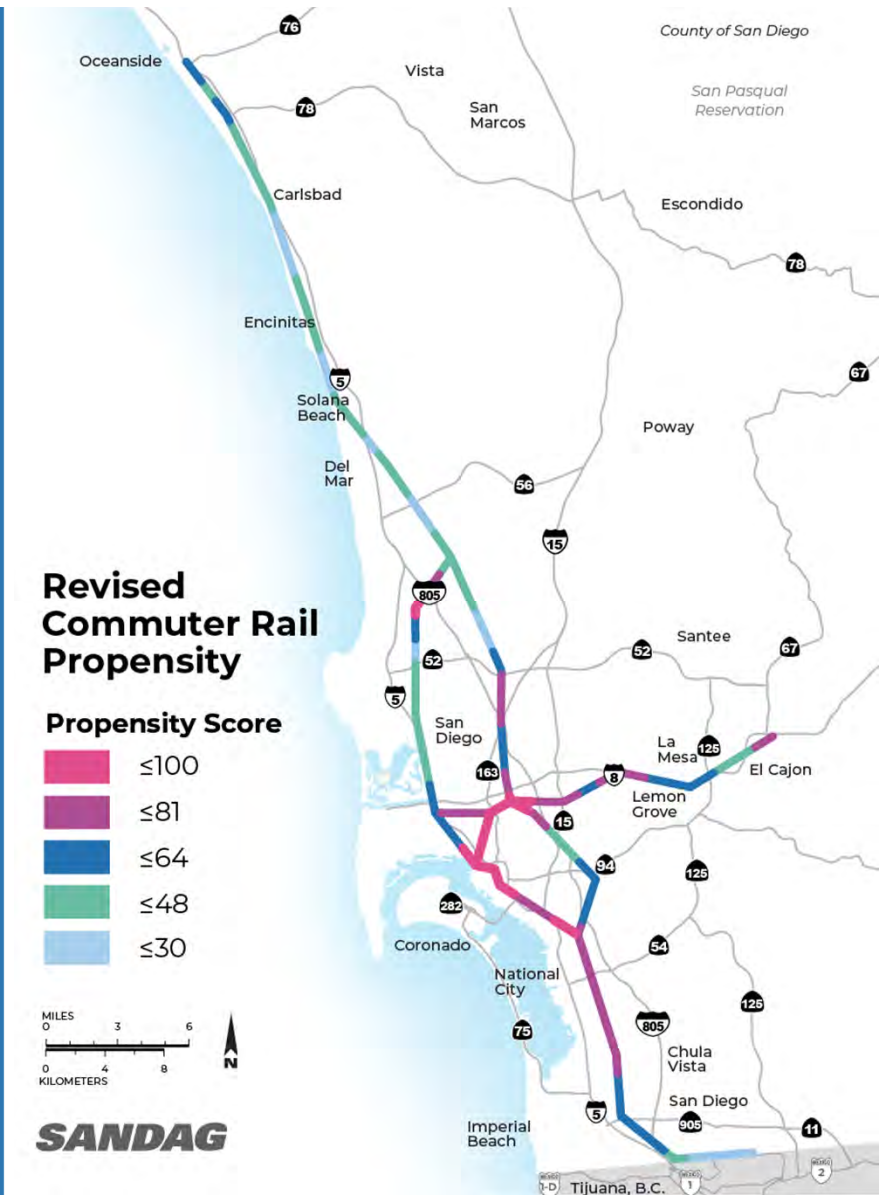 76
County of San Diego
Oceanside
Vista
San Pasqual
Reservation
78
San
Marcos
Carlsbad
Escondido
78
Encinitas
5
67
Solana
Beach
Poway
Del
Mar
56
15
Revised
Commuter Rail
Propensity
805
Santee
52
52
67
5
Propensity Score
San
Diego
La
Mesa
125
≤100
163
8
El Cajon
Lemon
Grove
≤81
15
≤64
94
125
≤48
282
Coronado
54
≤30
National
City
125
MILES
0 3 6
75
805
0 4 8
KILOMETERS
N
Chula
Vista
San Diego
5
905
11
SANDAG
Imperial
Beach
1-D
Tijuana, B.C.
1
2